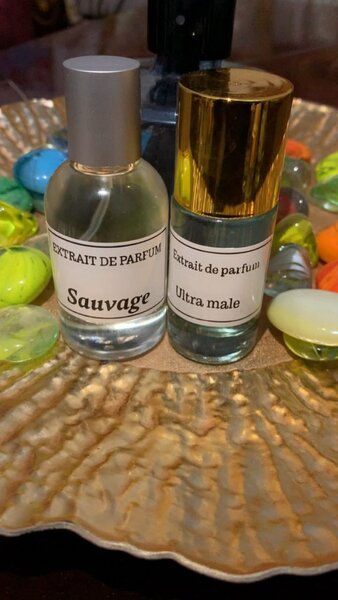 EXTRAIT DE PARFUM
Sauvage
Extrait de parfum
Ultra male